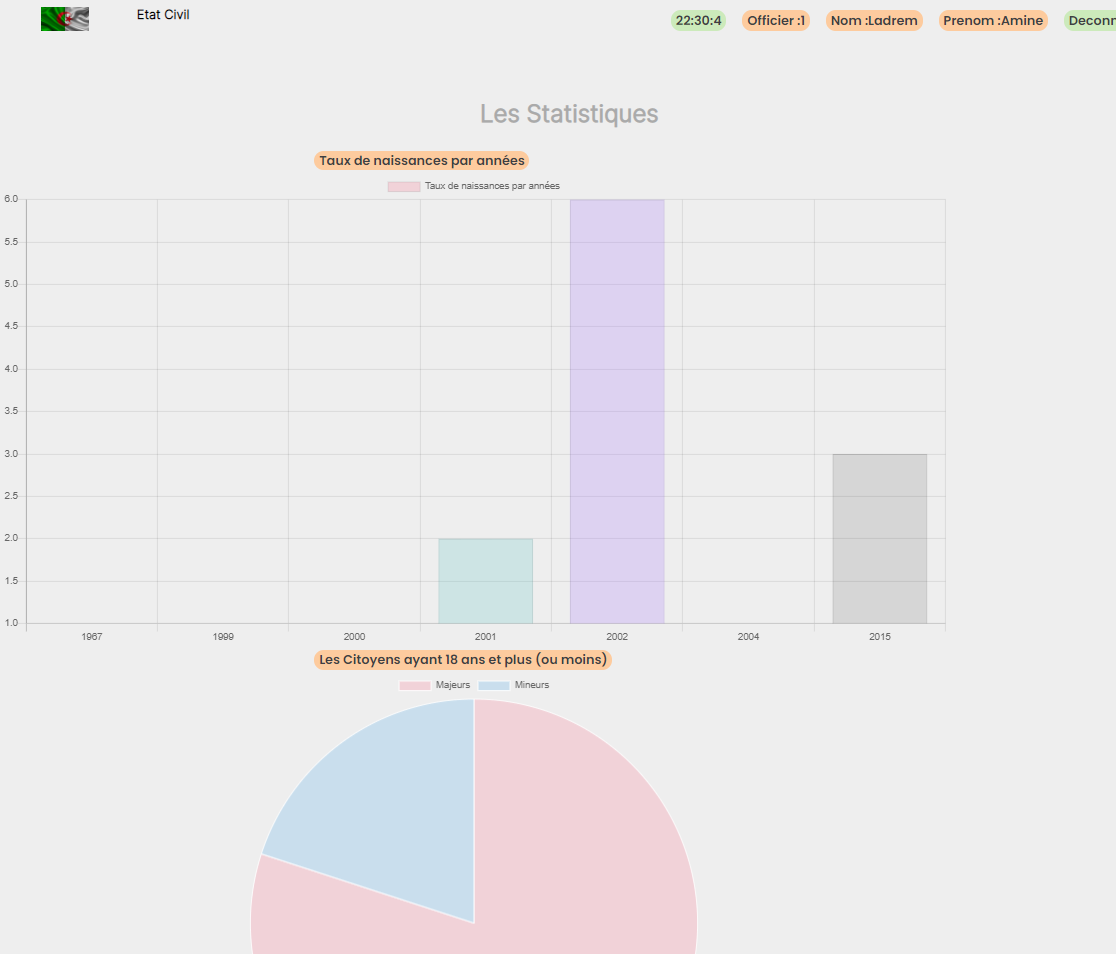 Etat Civil
22:30:4 Officier :1 Nom :Ladrem Prenom :Amine Deconn
Les Statistiques
Taux de naissances par années
Taux de naissances par années
6.0
5.5
5.0
4.5
4.0
3.5
3.0
2.5
2.0
1.5
1.0
1967 1999 2000 2001 2002 2004 2015
Les Citoyens ayant 18 ans et plus (ou moins)
Majeurs Mineurs